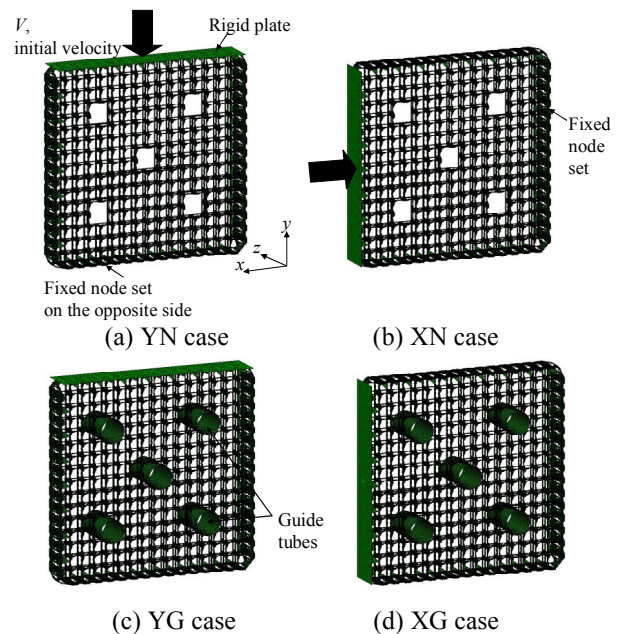 V,
initial velocity
Rigid plate
Fixed
node
set
y
z
x
Fixed node set
on the opposite side
(a) YN case
(b) XN case
Guide
tubes
(c) YG case
(d) XG case